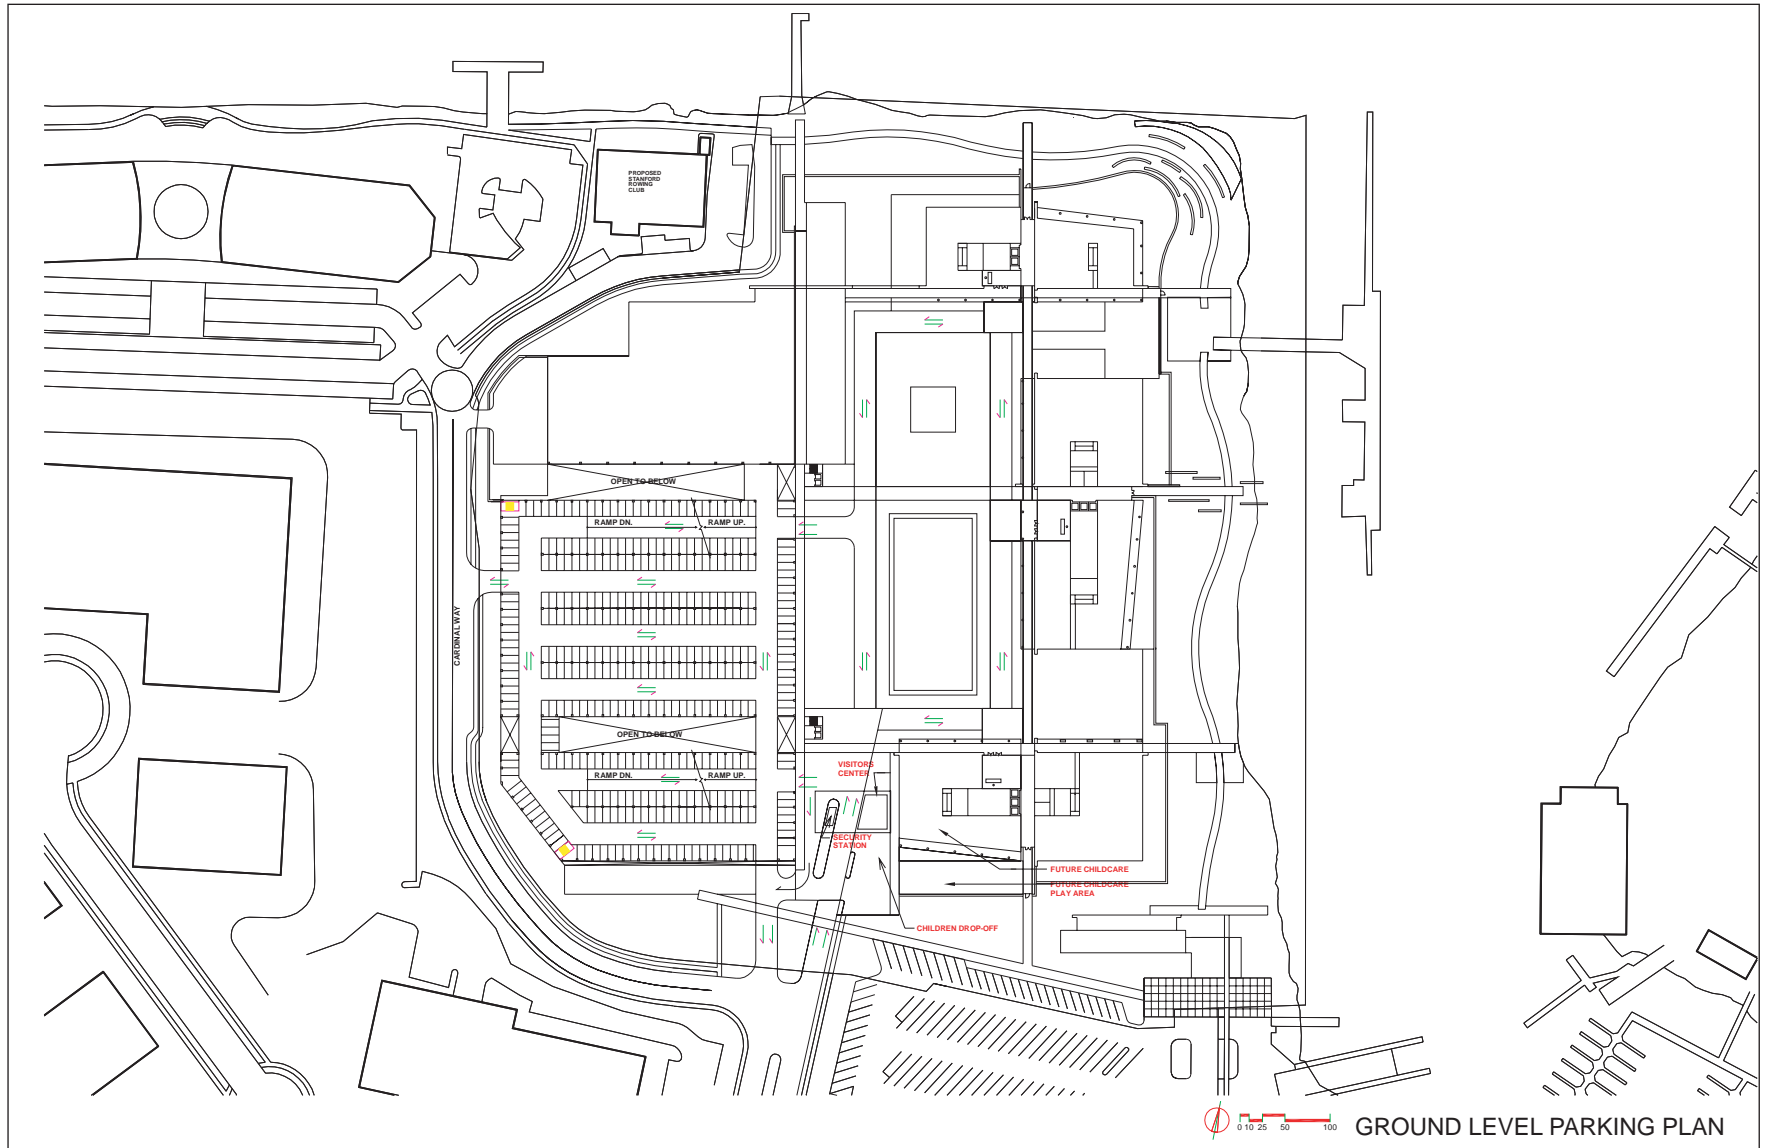 PROPOSED
STANFORD
ROWING
CLUB
OPEN TO BELOW
RAMP DN.
RAMP UP.
CARDINAL WAY
OPEN TO BELOW
RAMP DN.
RAMP UP.
VISITORS
CENTER
SECURITY
STATION
FUTURE CHILDCARE
FUTURE CHILDCARE
PLAY AREA
CHILDREN DROP-OFF
0 10 25 50 100
GROUND LEVEL PARKING PLAN